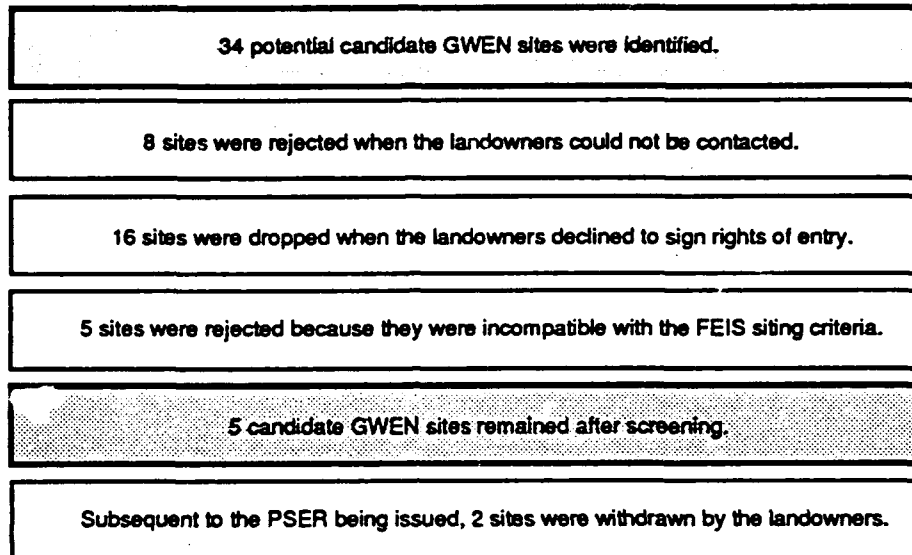 34 potential candidate GWEN sites were identified.
8 sites were rejected when the landowners could not be contacted.
16 sites were dropped when the landowners declined to sign rights of entry.
5 sites were rejected because they were incompatible with the FEIS siting criteria.
5 candidate GWEN sites remained after screening.
Subsequent to the PSER being issued, 2 sites were withdrawn by the landowners.